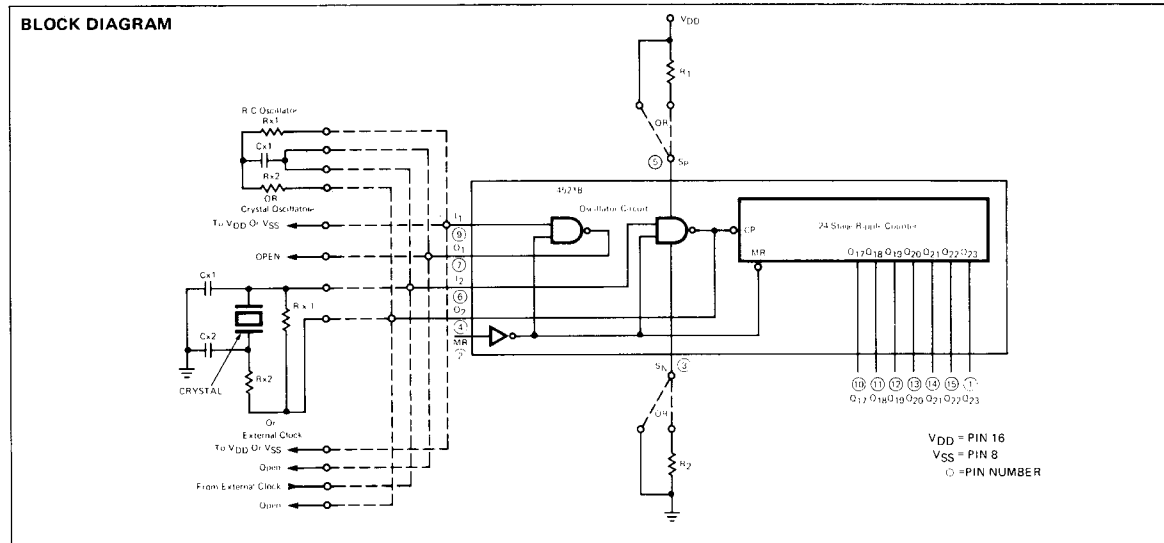 BLOCK DIAGRAM
VDD
R1
OR
5 SP
R C Oscillator
Rx1
Cx1
Rx2
OR
Crystal Oscillator
To VDD Or VSS
OPEN
Cx1
Rx1
Cx2
CRYSTAL
Rx2
Or
External Clock
To VDD Or VSS
Open
From External Clock
Open
4521B
Oscillator Circuit
I1
9
O1
7
I2
6
O2
4
MR
2
24 Stage Ripple Counter
CP
MR
Q17 Q18 Q19 Q20 Q21 Q22 Q23
10 11 12 13 14 15 1
Q17 Q18 Q19 Q20 Q21 Q22 Q23
SN 3
OR
R2
VDD = PIN 16
VSS = PIN 8
○ = PIN NUMBER